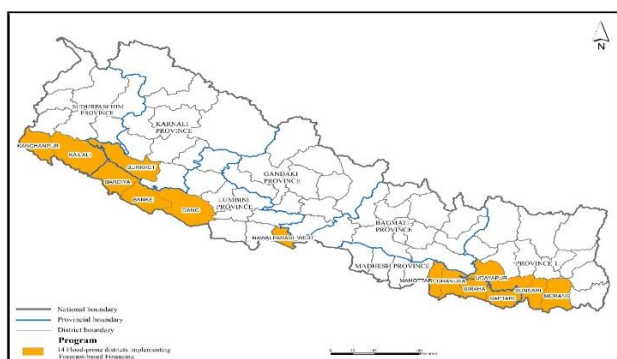 N
SUDURPASCHIM
PROVINCE
KARNALI
PROVINCE
KANCHANPUR
KAILALI
SURKHET
BARDIYA
BANKE
DANG
GANDAKI
PROVINCE
LUMBINI
PROVINCE
NAWALPARASI_WEST
BAGMATI
PROVINCE
MADHESH PROVINCE
PROVINCE 1
MAHOTTARI
DHANUSA
SIRAHA
UDAYAPUR
SAPTARI
SUNSARI
MORANG
National boundary
Provincial boundary
District boundary
Program
14 Flood-prone districts implementing
Forecast-based Financing